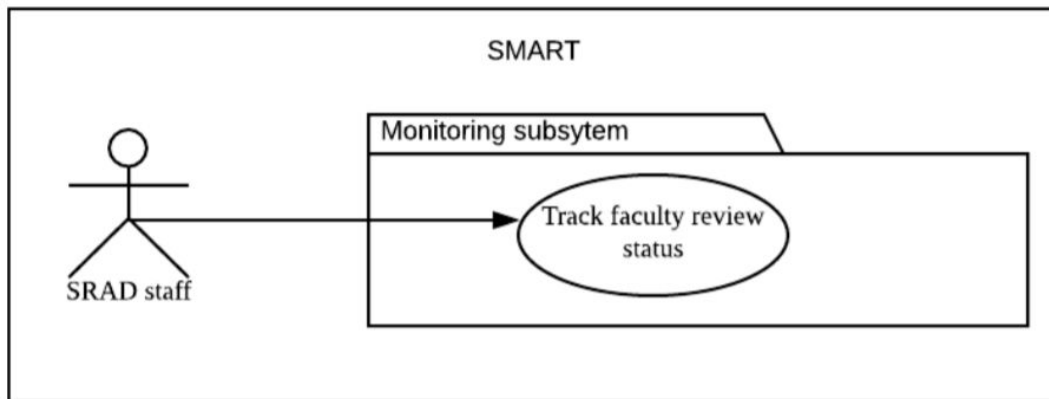 SMART
Monitoring subsytem
Track faculty review
status
SRAD staff